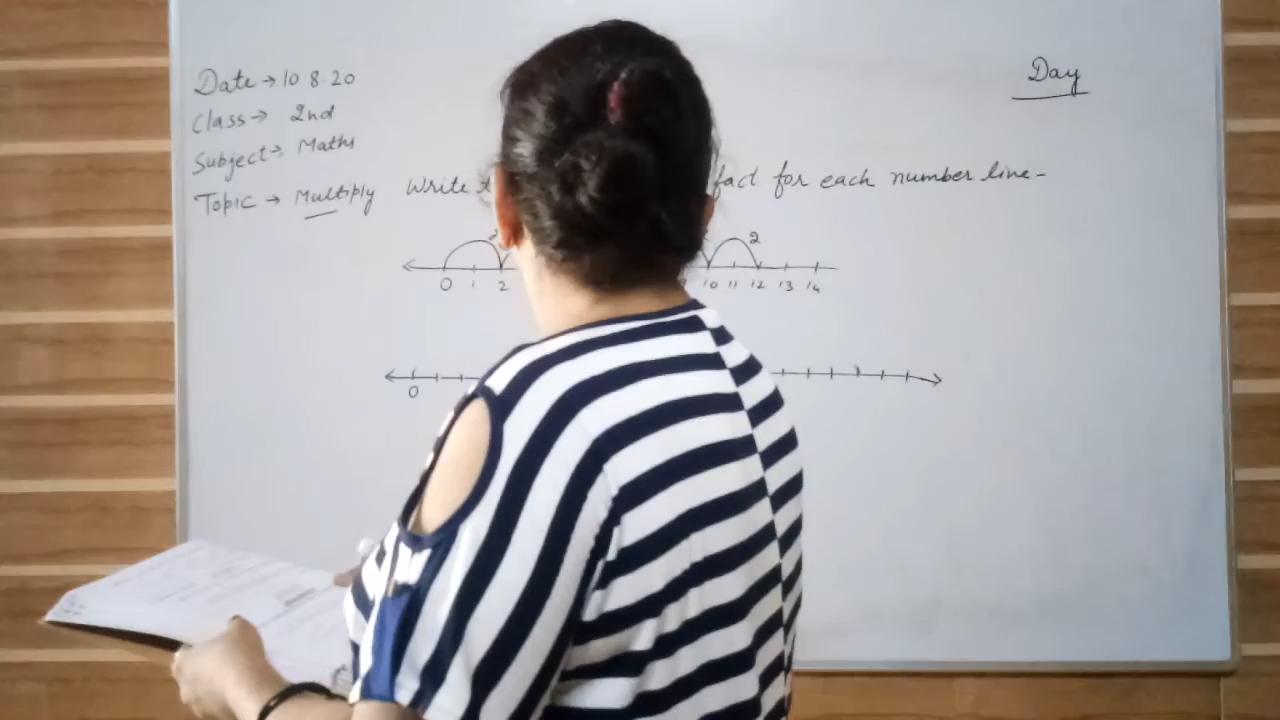 Date → 10 8 20
Day
Class → 2nd
Subject → Maths
Topic → Multiply Write fact for each number line-
2 2
0 1 2 10 11 12 13 14
0